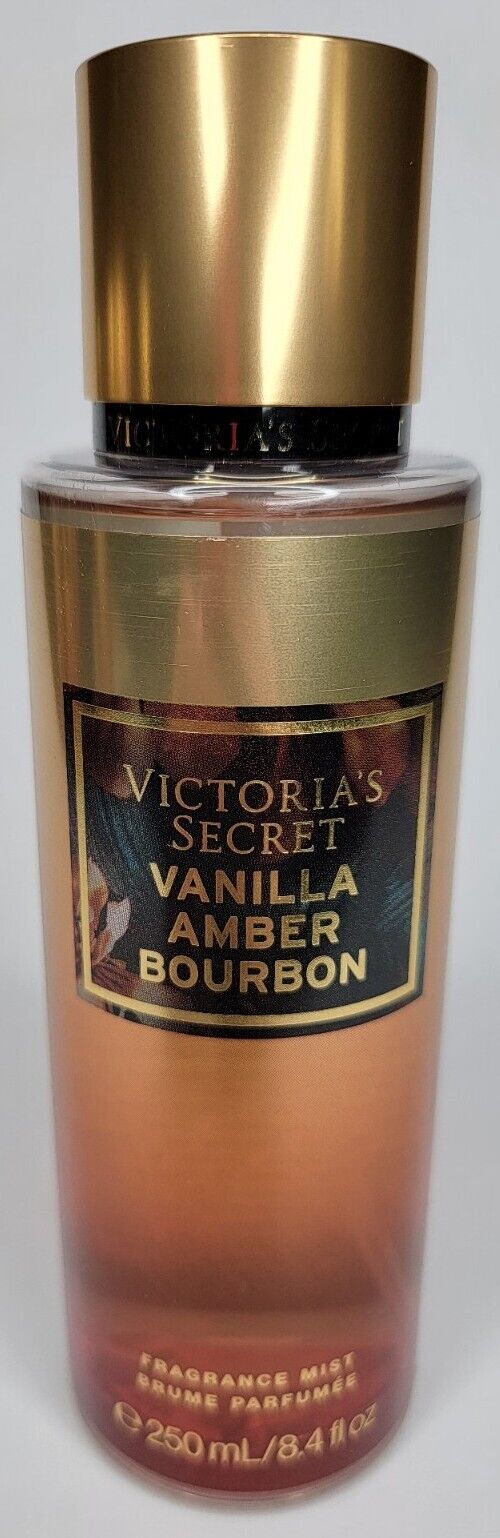 VICTORIA'S SECRET
VICTORIA'S
SECRET
VANILLA
AMBER
BOURBON
FRAGRANCE MIST
BRUME PARFUMÉE
℮ 250 mL/8.4 fl oz